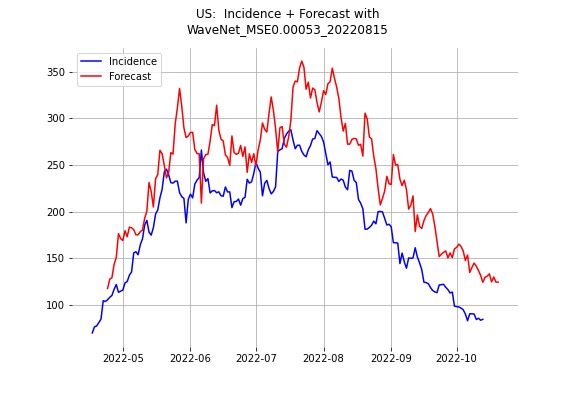 US:  Incidence + Forecast with
WaveNet_MSE0.00053_20220815
Incidence
Forecast
350
300
250
200
150
100
2022-05 2022-06 2022-07 2022-08 2022-09 2022-10